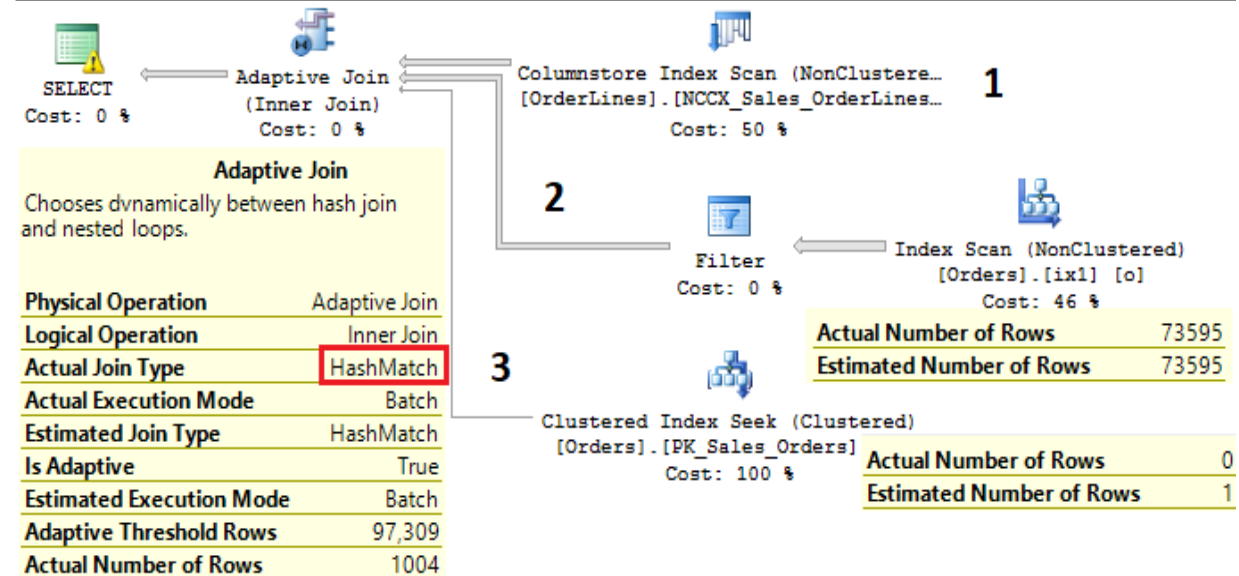 SELECT
Cost: 0 %
Adaptive Join
(Inner Join)
Cost: 0 %
Columnstore Index Scan (NonClustere…
[OrderLines].[NCCX_Sales_OrderLines…
Cost: 50 %
1
Adaptive Join
Chooses dynamically between hash join
and nested loops.
Physical Operation Adaptive Join
Logical Operation Inner Join
Actual Join Type HashMatch
Actual Execution Mode Batch
Estimated Join Type HashMatch
Is Adaptive True
Estimated Execution Mode Batch
Adaptive Threshold Rows 97,309
Actual Number of Rows 1004
2
Filter
Cost: 0 %
Index Scan (NonClustered)
[Orders].[ix1] [o]
Cost: 46 %
Actual Number of Rows 73595
Estimated Number of Rows 73595
3
Clustered Index Seek (Clustered)
[Orders].[PK_Sales_Orders]
Cost: 100 %
Actual Number of Rows 0
Estimated Number of Rows 1